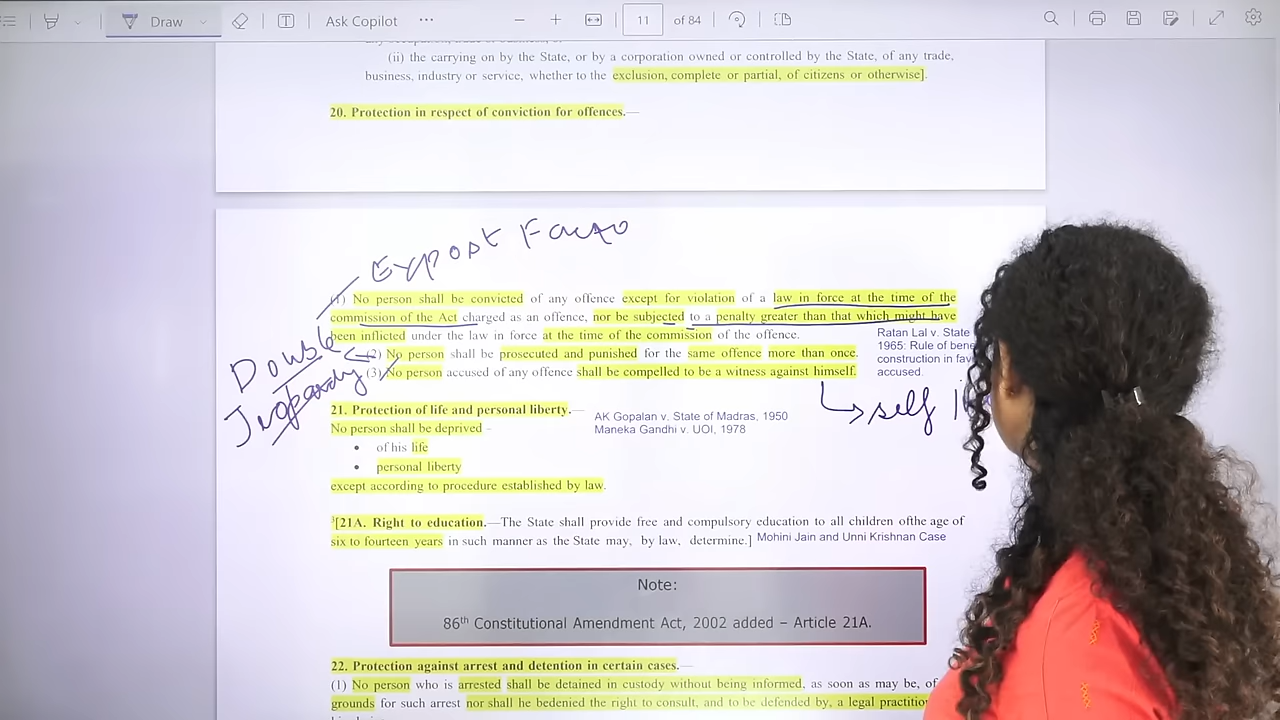 Draw
Ask Copilot
11 of 84
(ii) the carrying on by the State, or by a corporation owned or controlled by the State, of any trade,
business, industry or service, whether to the exclusion, complete or partial, of citizens or otherwise].
20. Protection in respect of conviction for offences.—
Expost Facto
(1) No person shall be convicted of any offence except for violation of a law in force at the time of the
commission of the Act charged as an offence, nor be subjected to a penalty greater than that which might have
been inflicted under the law in force at the time of the commission of the offence.
Ratan Lal v. State
1965: Rule of bene
construction in fav
accused.
Double
Jeopardy
(2) No person shall be prosecuted and punished for the same offence more than once.
(3) No person accused of any offence shall be compelled to be a witness against himself.
self
21. Protection of life and personal liberty.—
AK Gopalan v. State of Madras, 1950
Maneka Gandhi v. UOI, 1978
No person shall be deprived -
• of his life
• personal liberty
except according to procedure established by law.
3[21A. Right to education.—The State shall provide free and compulsory education to all children ofthe age of
six to fourteen years in such manner as the State may, by law, determine.] Mohini Jain and Unni Krishnan Case
Note:
86th Constitutional Amendment Act, 2002 added – Article 21A.
22. Protection against arrest and detention in certain cases.—
(1) No person who is arrested shall be detained in custody without being informed, as soon as may be, of
grounds for such arrest nor shall he bedenied the right to consult, and to be defended by, a legal practitio